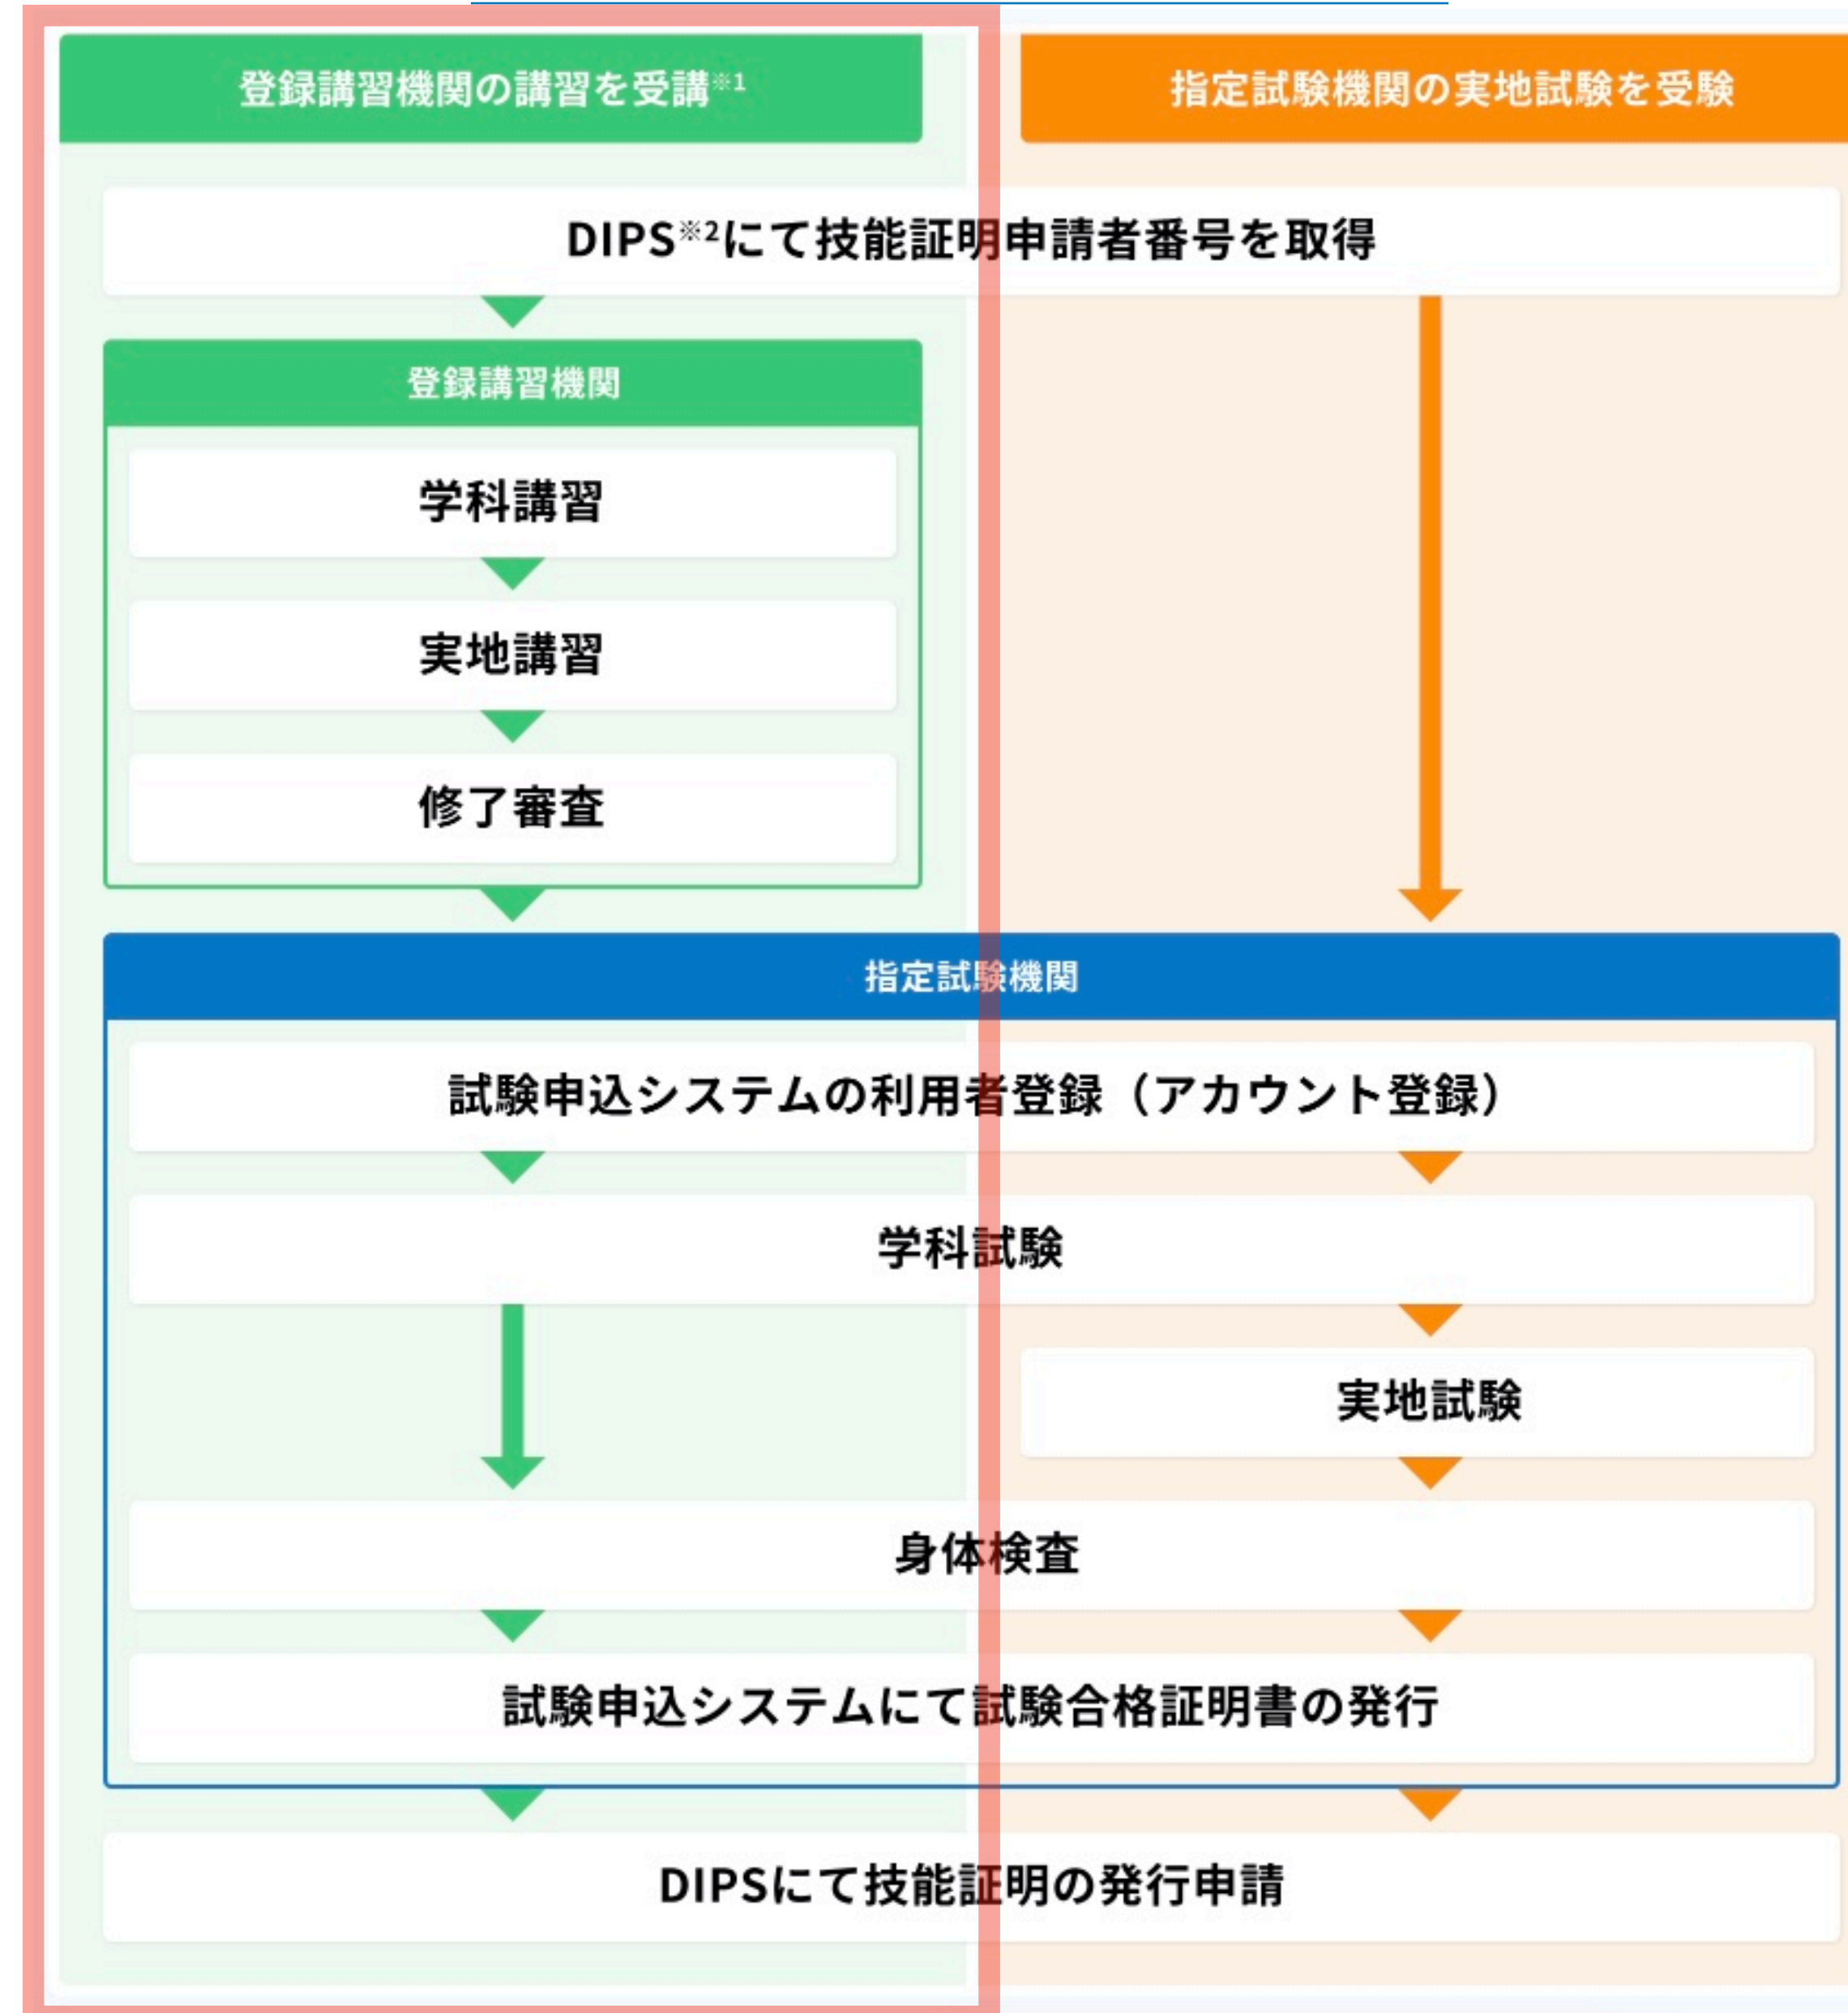 登録講習機関の講習を受講※1
指定試験機関の実地試験を受験
DIPS※2にて技能証明申請者番号を取得
登録講習機関
学科講習
実地講習
修了審査
指定試験機関
試験申込システムの利用者登録（アカウント登録）
学科試験
実地試験
身体検査
試験申込システムにて試験合格証明書の発行
DIPSにて技能証明の発行申請